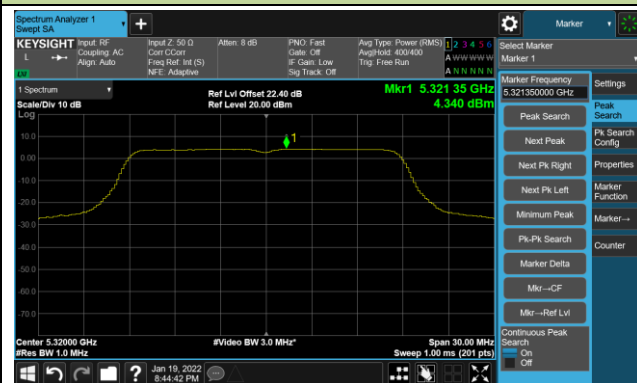 Spectrum Analyzer 1
Swept SA
+
Marker
KEYSIGHT
L
Input: RF
Coupling: AC
Align: Auto
Input Z: 50 Ω
Corr CCorr
Freq Ref: Int (S)
NFE: Adaptive
Atten: 8 dB
PNO: Fast
Gate: Off
IF Gain: Low
Sig Track: Off
Avg Type: Power (RMS)
Avg|Hold: 400/400
Trig: Free Run
1 2 3 4 5 6
A W W W W W
A N N N N N
Select Marker
Marker 1
1 Spectrum
Scale/Div 10 dB
Log
Ref Lvl Offset 22.40 dB
Ref Level 20.00 dBm
Mkr1 5.321 35 GHz
4.340 dBm
1
10.0
0.00
-10.0
-20.0
-30.0
-40.0
-50.0
-60.0
-70.0
Center 5.32000 GHz
#Res BW 1.0 MHz
#Video BW 3.0 MHz*
Span 30.00 MHz
Sweep 1.00 ms (201 pts)
Marker Frequency
5.321350000 GHz
Peak Search
Next Peak
Next Pk Right
Next Pk Left
Minimum Peak
Pk-Pk Search
Marker Delta
Mkr→CF
Mkr→Ref Lvl
Continuous Peak
Search
On
Off
Settings
Peak
Search
Pk Search
Config
Properties
Marker
Function
Marker→
Counter
?
Jan 19, 2022
8:44:42 PM